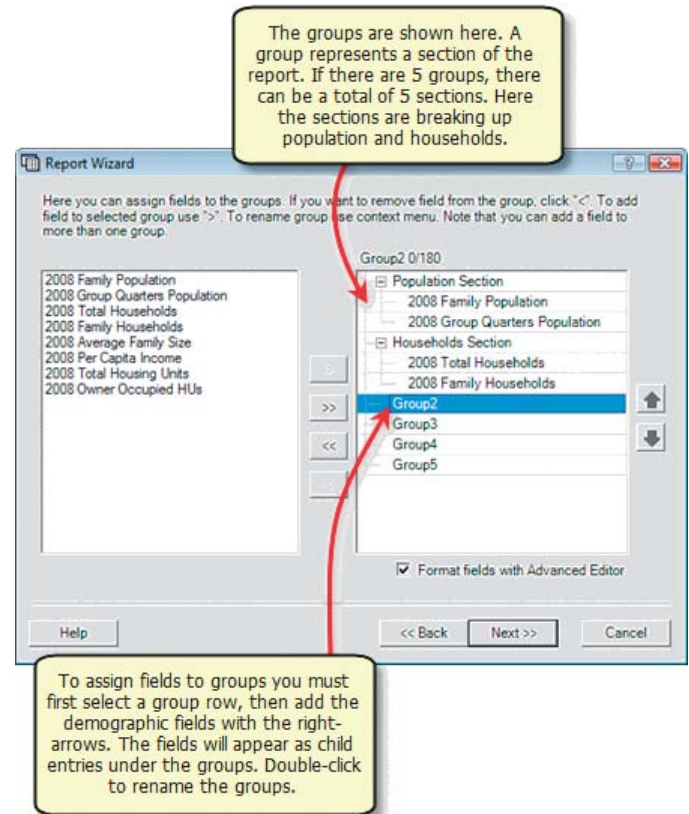 The groups are shown here. A
group represents a section of the
report. If there are 5 groups, there
can be a total of 5 sections. Here
the sections are breaking up
population and households.
Report Wizard
Here you can assign fields to the groups. If you want to remove field from the group, click "<". To add
field to selected group use ">". To rename group use context menu. Note that you can add a field to
more than one group.
Group2 0/180
2008 Family Population
2008 Group Quarters Population
2008 Total Households
2008 Family Households
2008 Average Family Size
2008 Per Capita Income
2008 Total Housing Units
2008 Owner Occupied HUs
>
>>
<<
<
Population Section
2008 Family Population
2008 Group Quarters Population
Households Section
2008 Total Households
2008 Family Households
Group2
Group3
Group4
Group5
Format fields with Advanced Editor
Help
<< Back
Next >>
Cancel
To assign fields to groups you must
first select a group row, then add the
demographic fields with the right-
arrows. The fields will appear as child
entries under the groups. Double-click
to rename the groups.